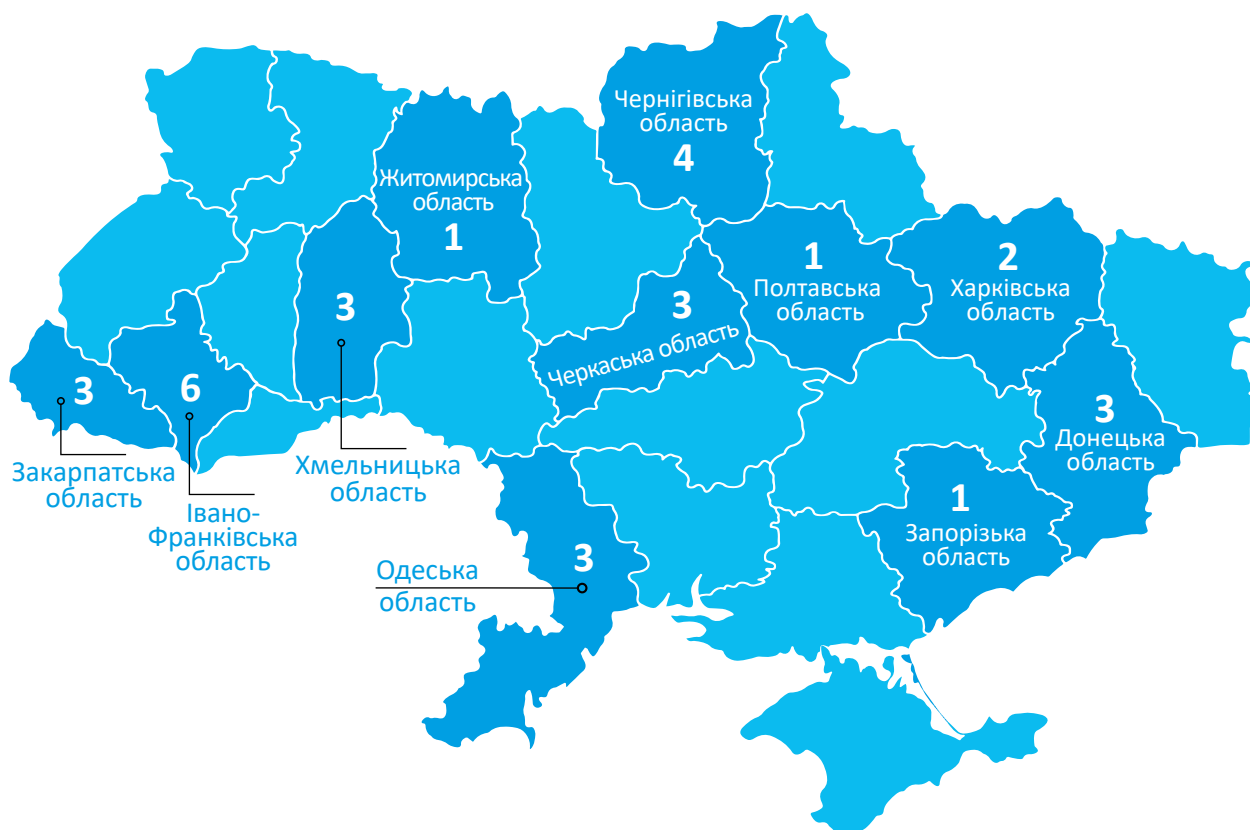 Чернігівська
область
4
Житомирська
область
1
1
Полтавська
область
2
Харківська
область
3
Черкаська область
3
3
6
3
Донецька
область
Закарпатська
область
Хмельницька
область
Івано-
Франківська
область
1
Запорізька
область
3
Одеська
область